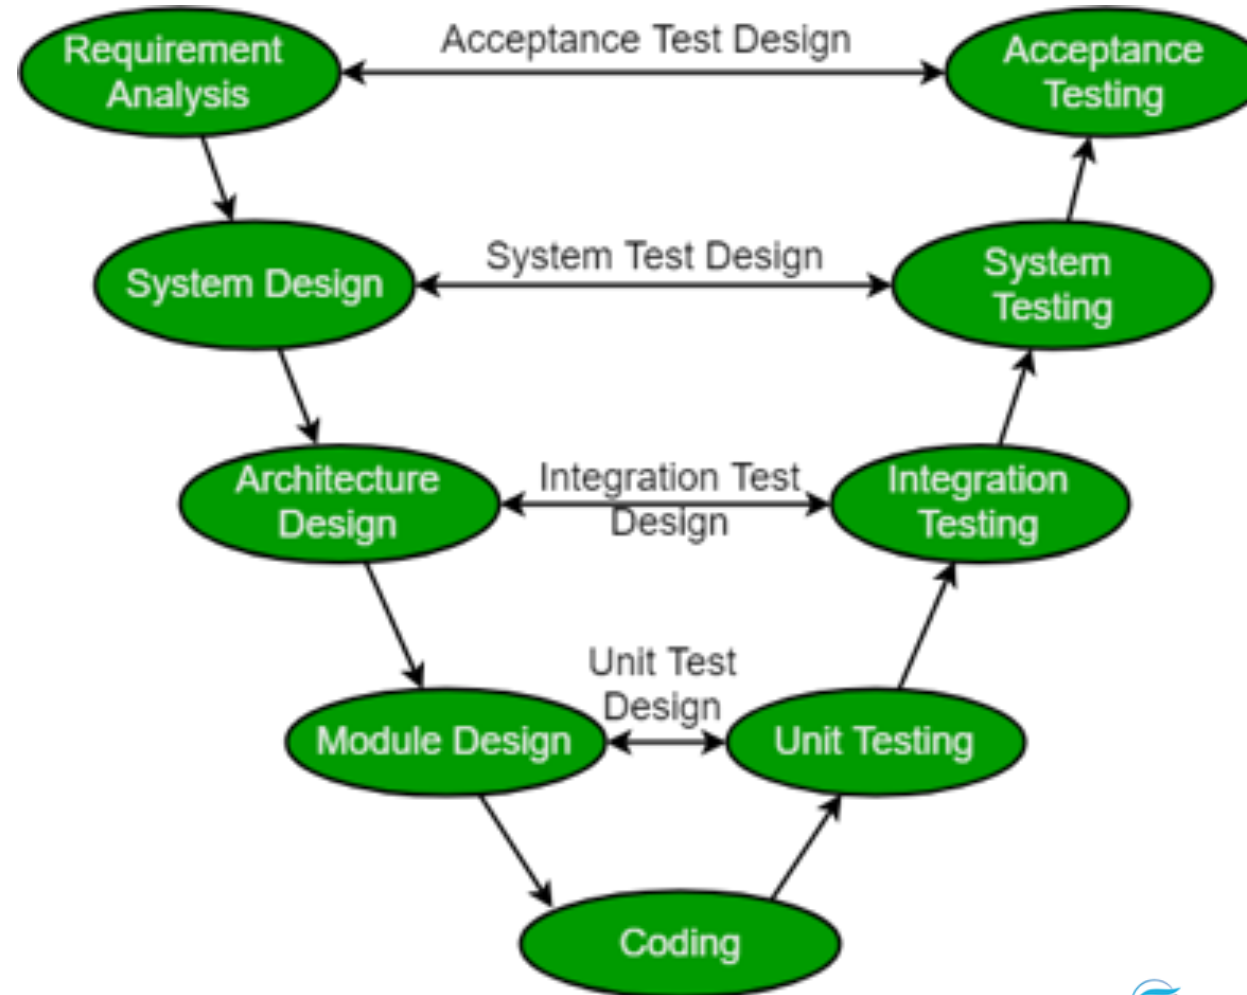 Requirement
Analysis
Acceptance Test Design
Acceptance
Testing
System Design
System Test Design
System
Testing
Architecture
Design
Integration Test
Design
Integration
Testing
Module Design
Unit Test
Design
Unit Testing
Coding